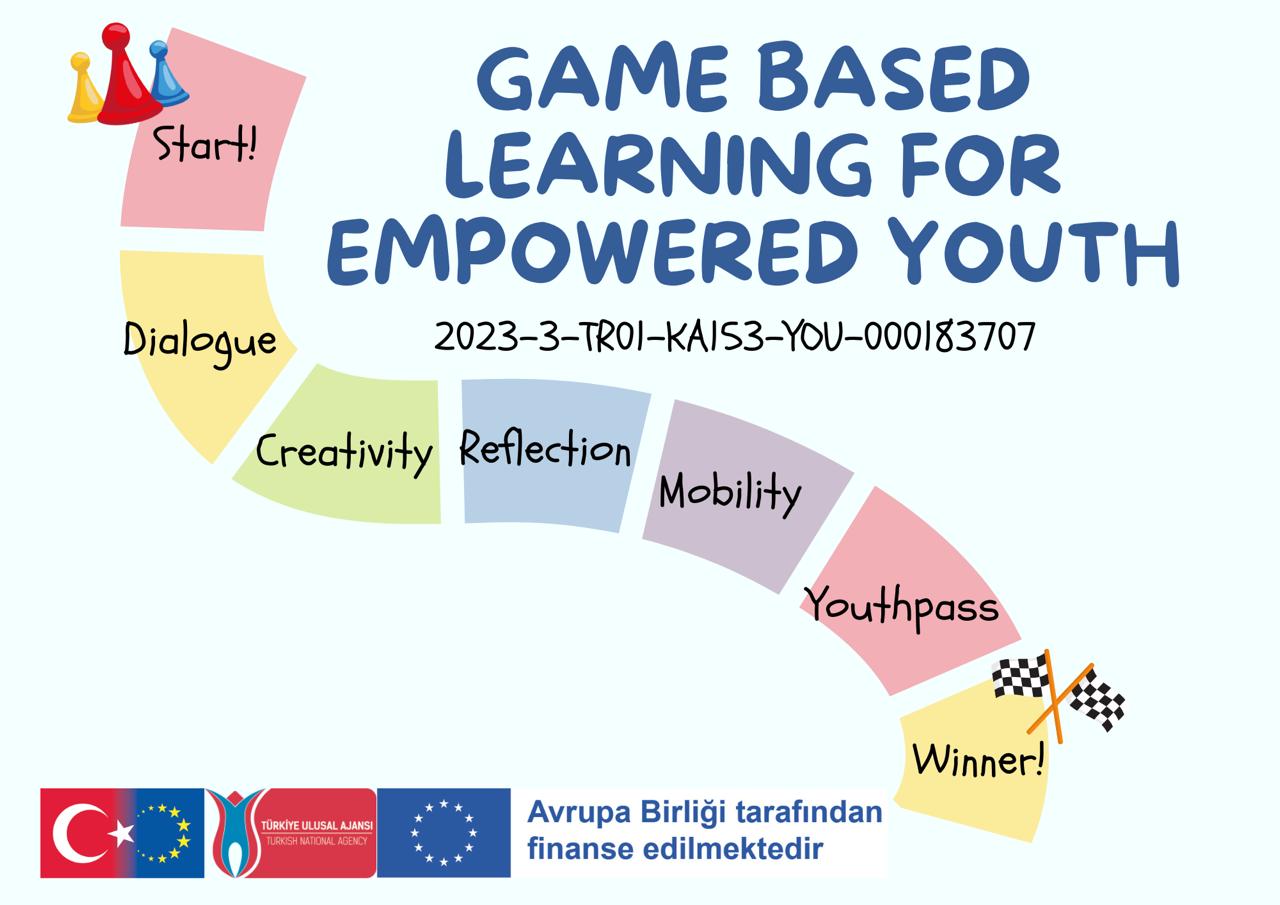 GAME BASED
LEARNING FOR
EMPOWERED YOUTH
2023-3-TR01-KA153-YOU-000183707
Start!
Dialogue
Creativity
Reflection
Mobility
Youthpass
Winner!
TÜRKİYE ULUSAL AJANSI
TURKISH NATIONAL AGENCY
Avrupa Birliği tarafından
finanse edilmektedir